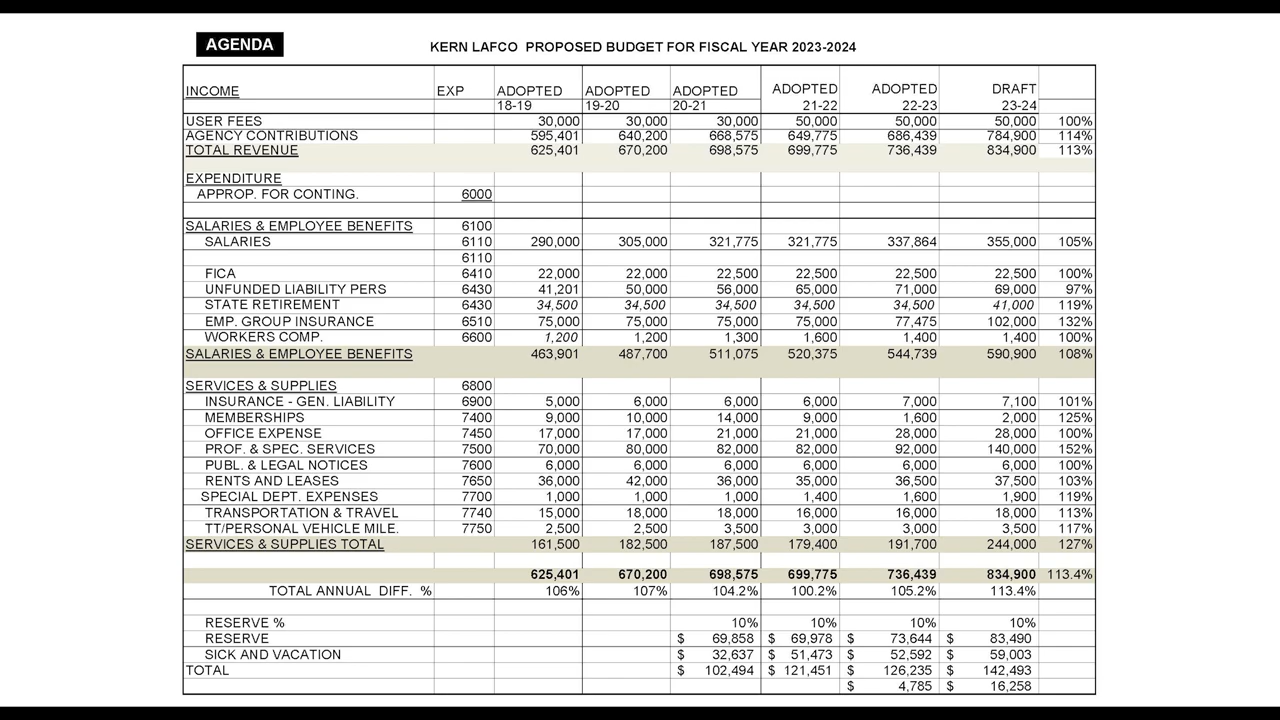 AGENDA
KERN LAFCO PROPOSED BUDGET FOR FISCAL YEAR 2023-2024
INCOME EXP ADOPTED ADOPTED ADOPTED ADOPTED ADOPTED DRAFT
18-19 19-20 20-21 21-22 22-23 23-24
USER FEES 30,000 30,000 30,000 50,000 50,000 50,000 100%
AGENCY CONTRIBUTIONS 595,401 640,200 668,575 649,775 686,439 784,900 114%
TOTAL REVENUE 625,401 670,200 698,575 699,775 736,439 834,900 113%
EXPENDITURE
APPROP. FOR CONTING. 6000
SALARIES & EMPLOYEE BENEFITS 6100
SALARIES 6110 290,000 305,000 321,775 321,775 337,864 355,000 105%
6110
FICA 6410 22,000 22,000 22,500 22,500 22,500 22,500 100%
UNFUNDED LIABILITY PERS 6430 41,201 50,000 56,000 65,000 71,000 69,000 97%
STATE RETIREMENT 6430 34,500 34,500 34,500 34,500 34,500 41,000 119%
EMP. GROUP INSURANCE 6510 75,000 75,000 75,000 75,000 77,475 102,000 132%
WORKERS COMP. 6600 1,200 1,200 1,300 1,600 1,400 1,400 100%
SALARIES & EMPLOYEE BENEFITS 463,901 487,700 511,075 520,375 544,739 590,900 108%
SERVICES & SUPPLIES 6800
INSURANCE - GEN. LIABILITY 6900 5,000 6,000 6,000 6,000 7,000 7,100 101%
MEMBERSHIPS 7400 9,000 10,000 14,000 9,000 1,600 2,000 125%
OFFICE EXPENSE 7450 17,000 17,000 21,000 21,000 28,000 28,000 100%
PROF. & SPEC. SERVICES 7500 70,000 80,000 82,000 82,000 92,000 140,000 152%
PUBL. & LEGAL NOTICES 7600 6,000 6,000 6,000 6,000 6,000 6,000 100%
RENTS AND LEASES 7650 36,000 42,000 36,000 35,000 36,500 37,500 103%
SPECIAL DEPT. EXPENSES 7700 1,000 1,000 1,000 1,400 1,600 1,900 119%
TRANSPORTATION & TRAVEL 7740 15,000 18,000 18,000 16,000 16,000 18,000 113%
TT/PERSONAL VEHICLE MILE. 7750 2,500 2,500 3,500 3,000 3,000 3,500 117%
SERVICES & SUPPLIES TOTAL 161,500 182,500 187,500 179,400 191,700 244,000 127%
625,401 670,200 698,575 699,775 736,439 834,900 113.4%
TOTAL ANNUAL DIFF. % 106% 107% 104.2% 100.2% 105.2% 113.4%
RESERVE % 10% 10% 10% 10%
RESERVE $ 69,858 $ 69,978 $ 73,644 $ 83,490
SICK AND VACATION $ 32,637 $ 51,473 $ 52,592 $ 59,003
TOTAL $ 102,494 $ 121,451 $ 126,235 $ 142,493
$ 4,785 $ 16,258